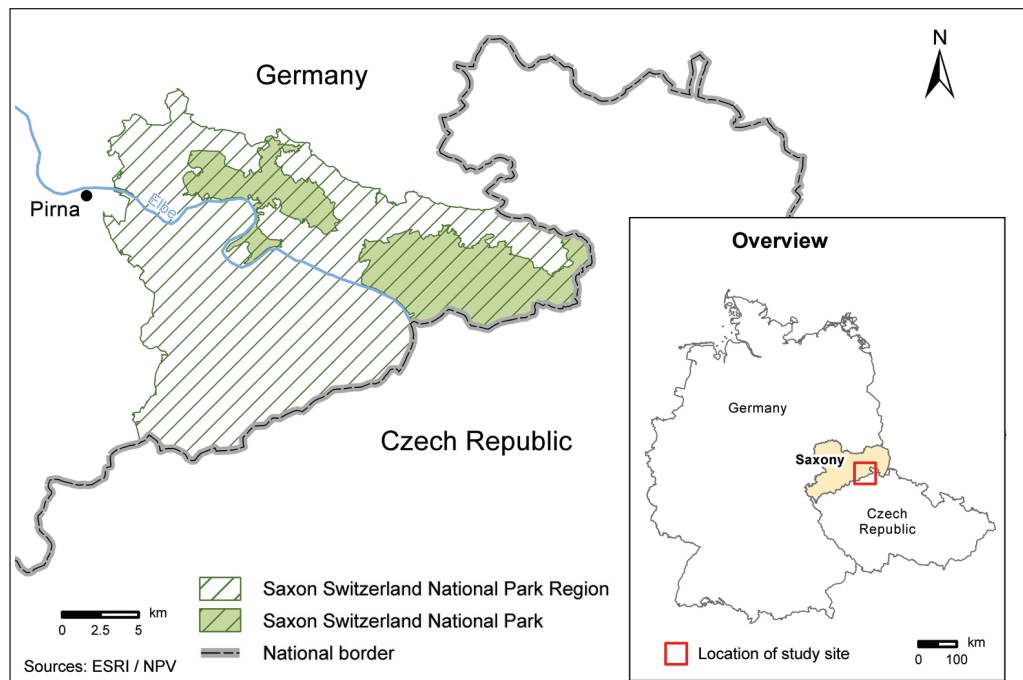 Germany
N
Pirna
Elbe
Czech Republic
Saxon Switzerland National Park Region
Saxon Switzerland National Park
National border
km
0 2.5 5
Sources: ESRI / NPV
Overview
Germany
Saxony
Czech
Republic
Location of study site
km
0 100